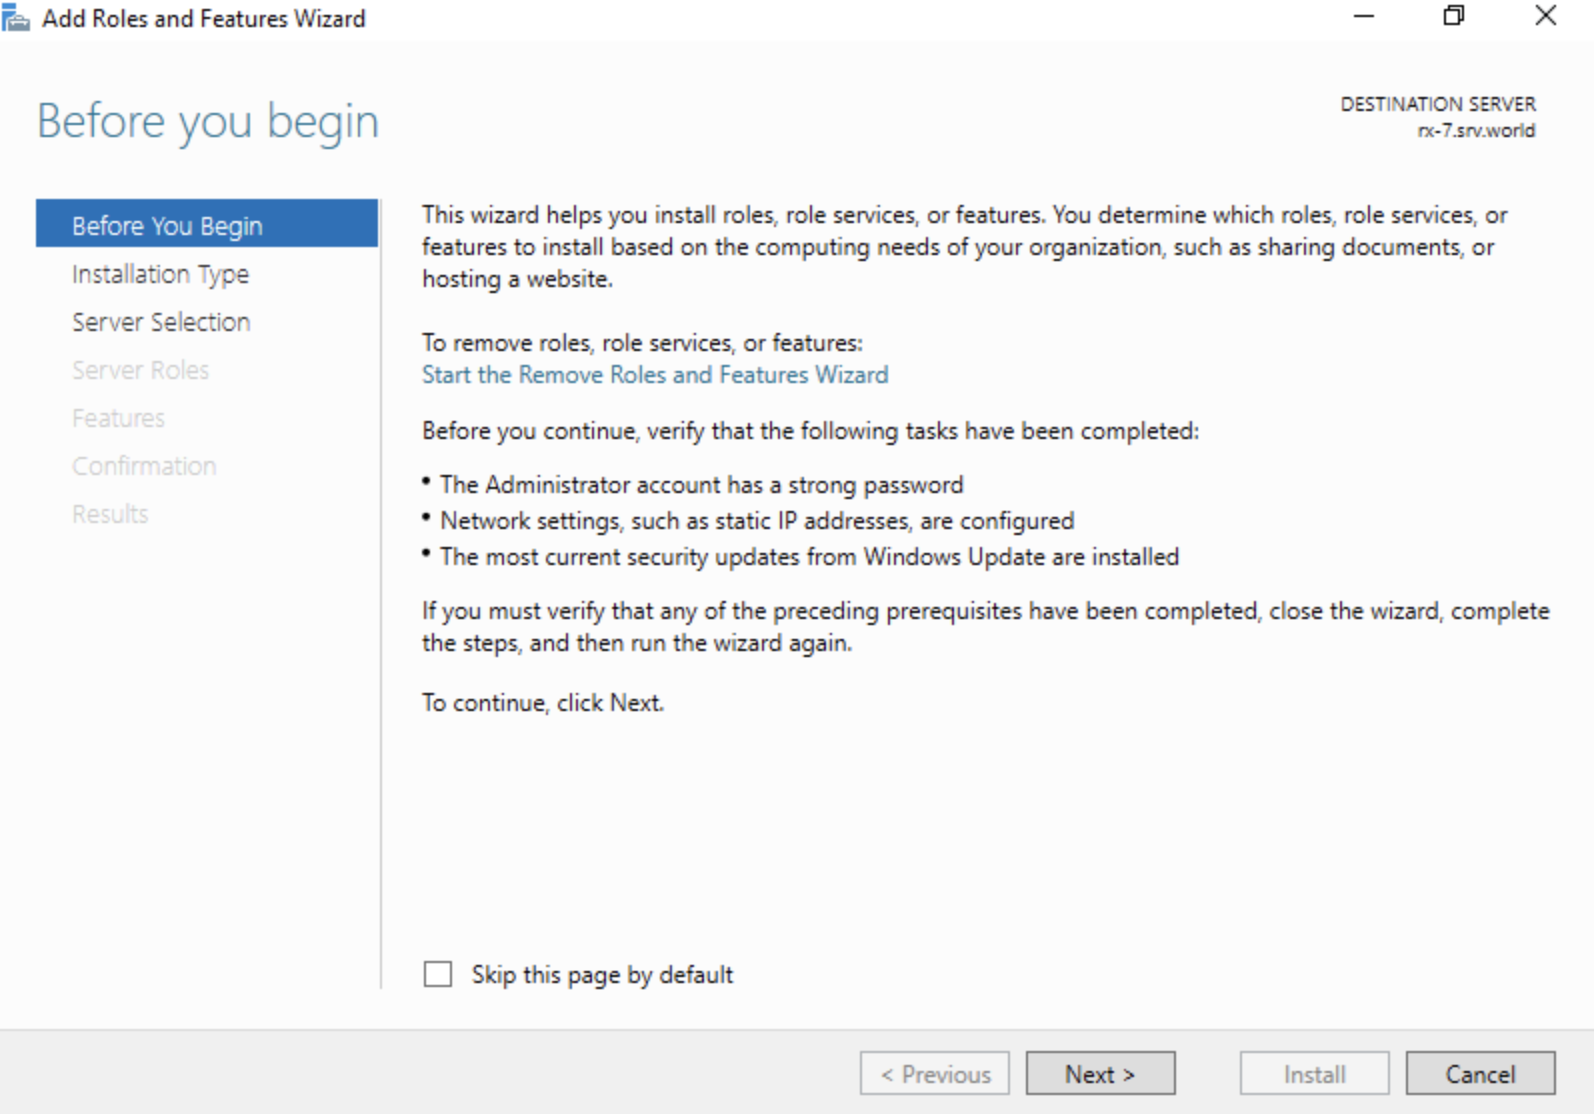 Add Roles and Features Wizard
Before you begin
DESTINATION SERVER
rx-7.srv.world
Before You Begin
Installation Type
Server Selection
Server Roles
Features
Confirmation
Results
This wizard helps you install roles, role services, or features. You determine which roles, role services, or
features to install based on the computing needs of your organization, such as sharing documents, or
hosting a website.
To remove roles, role services, or features:
Start the Remove Roles and Features Wizard
Before you continue, verify that the following tasks have been completed:
• The Administrator account has a strong password
• Network settings, such as static IP addresses, are configured
• The most current security updates from Windows Update are installed
If you must verify that any of the preceding prerequisites have been completed, close the wizard, complete
the steps, and then run the wizard again.
To continue, click Next.
Skip this page by default
< Previous
Next >
Install
Cancel